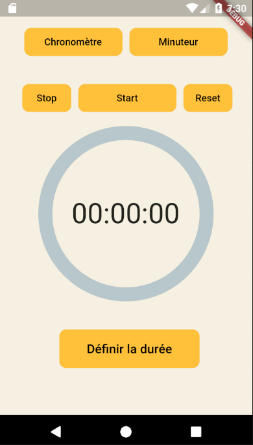 7:30
DEBUG
Chronomètre Minuteur
Stop Start Reset
00:00:00
Définir la durée